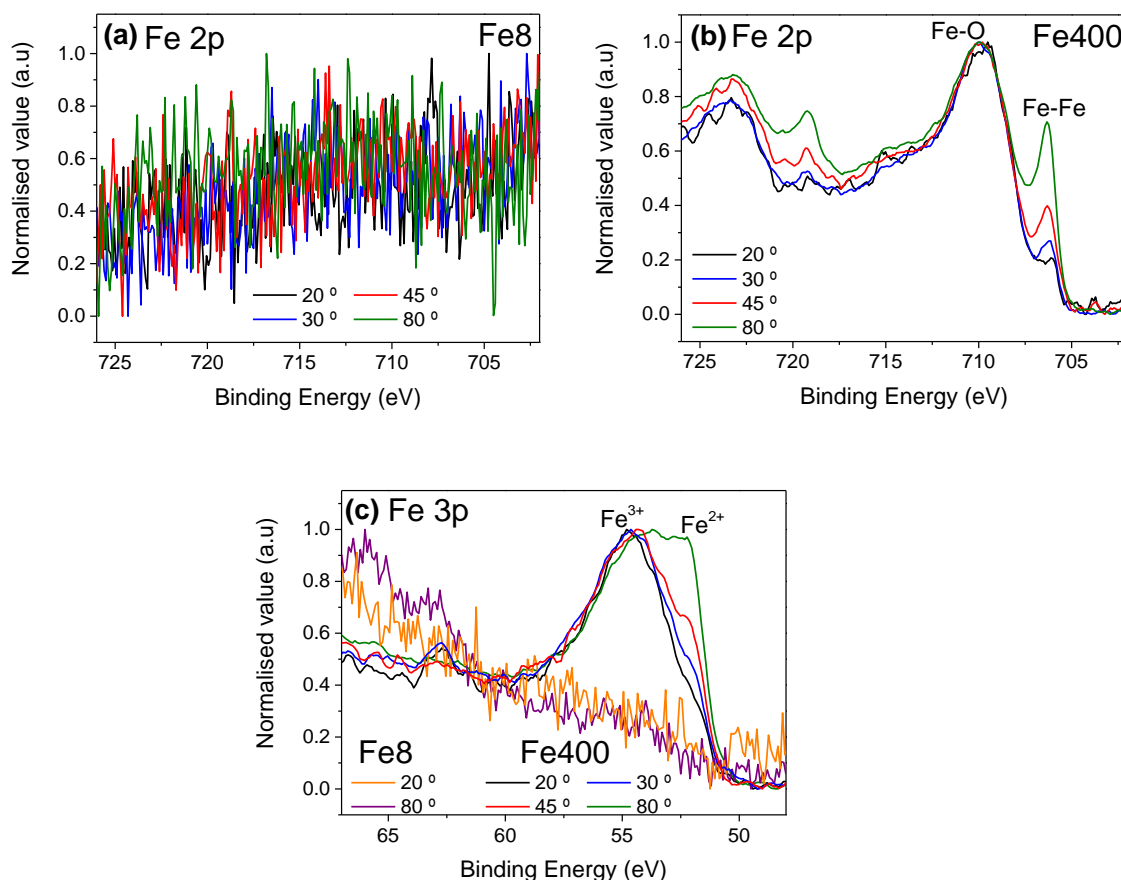 (a) Fe 2p Fe8
Normalised value (a.u)
1.0
0.8
0.6
0.4
0.2
0.0
20 º 45 º
30 º 80 º
725 720 715 710 705
Binding Energy (eV)
(b) Fe 2p Fe-O Fe400
Fe-Fe
Normalised value (a.u)
1.0
0.8
0.6
0.4
0.2
0.0
20 º
30 º
45 º
80 º
725 720 715 710 705
Binding Energy (eV)
(c) Fe 3p
Fe³⁺ Fe²⁺
Normalised value (a.u)
1.0
0.8
0.6
0.4
0.2
0.0
Fe8 Fe400
20 º 20 º 30 º
80 º 45 º 80 º
65 60 55 50
Binding Energy (eV)